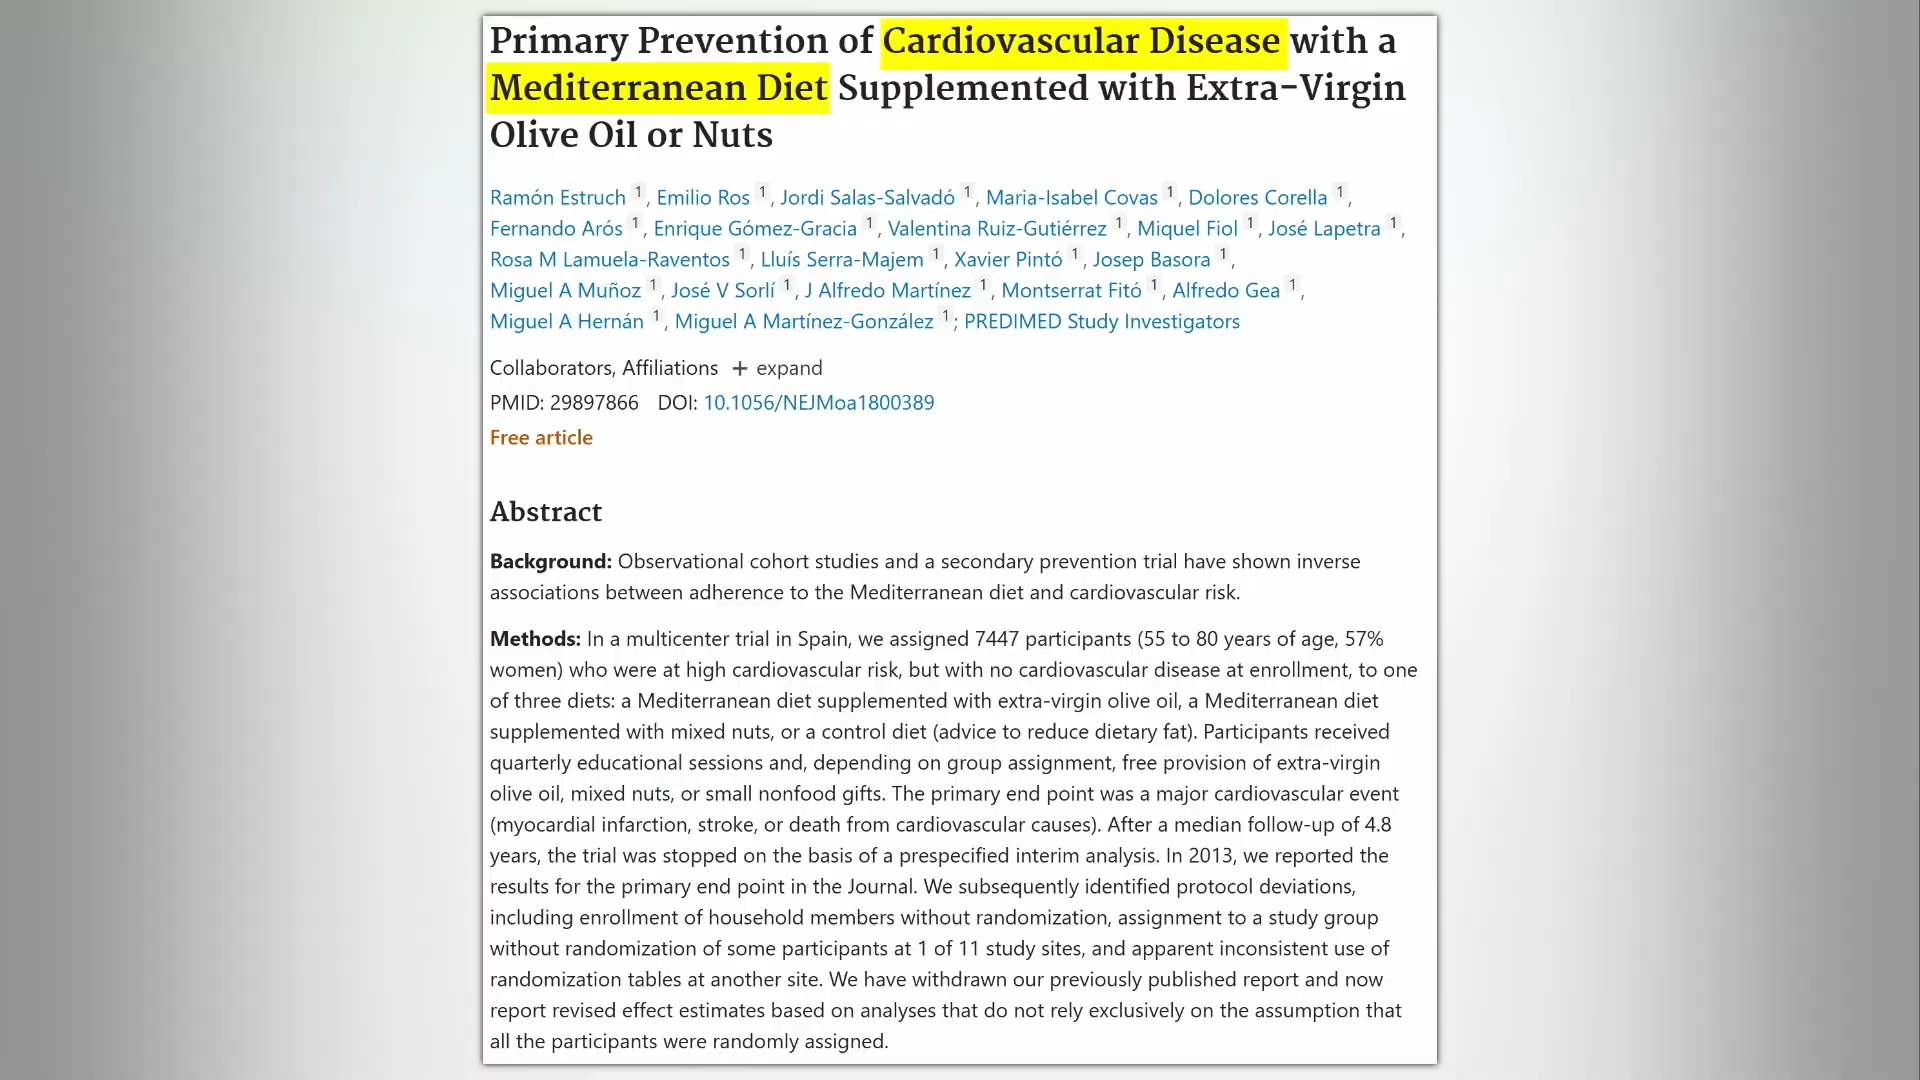 Primary Prevention of Cardiovascular Disease with a
Mediterranean Diet Supplemented with Extra-Virgin
Olive Oil or Nuts
Ramón Estruch 1, Emilio Ros 1, Jordi Salas-Salvadó 1, Maria-Isabel Covas 1, Dolores Corella 1,
Fernando Arós 1, Enrique Gómez-Gracia 1, Valentina Ruiz-Gutiérrez 1, Miquel Fiol 1, José Lapetra 1,
Rosa M Lamuela-Raventos 1, Lluís Serra-Majem 1, Xavier Pintó 1, Josep Basora 1,
Miguel A Muñoz 1, José V Sorlí 1, J Alfredo Martínez 1, Montserrat Fitó 1, Alfredo Gea 1,
Miguel A Hernán 1, Miguel A Martínez-González 1; PREDIMED Study Investigators
Collaborators, Affiliations + expand
PMID: 29897866 DOI: 10.1056/NEJMoa1800389
Free article
Abstract
Background: Observational cohort studies and a secondary prevention trial have shown inverse
associations between adherence to the Mediterranean diet and cardiovascular risk.
Methods: In a multicenter trial in Spain, we assigned 7447 participants (55 to 80 years of age, 57%
women) who were at high cardiovascular risk, but with no cardiovascular disease at enrollment, to one
of three diets: a Mediterranean diet supplemented with extra-virgin olive oil, a Mediterranean diet
supplemented with mixed nuts, or a control diet (advice to reduce dietary fat). Participants received
quarterly educational sessions and, depending on group assignment, free provision of extra-virgin
olive oil, mixed nuts, or small nonfood gifts. The primary end point was a major cardiovascular event
(myocardial infarction, stroke, or death from cardiovascular causes). After a median follow-up of 4.8
years, the trial was stopped on the basis of a prespecified interim analysis. In 2013, we reported the
results for the primary end point in the Journal. We subsequently identified protocol deviations,
including enrollment of household members without randomization, assignment to a study group
without randomization of some participants at 1 of 11 study sites, and apparent inconsistent use of
randomization tables at another site. We have withdrawn our previously published report and now
report revised effect estimates based on analyses that do not rely exclusively on the assumption that
all the participants were randomly assigned.